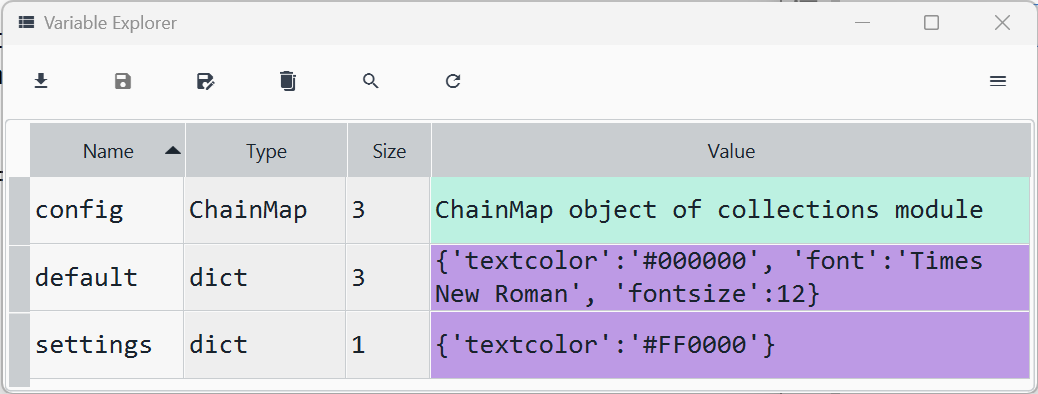 Variable Explorer
Name Type Size Value
config ChainMap 3 ChainMap object of collections module
default dict 3 {'textcolor':'#000000', 'font':'Times
New Roman', 'fontsize':12}
settings dict 1 {'textcolor':'#FF0000'}